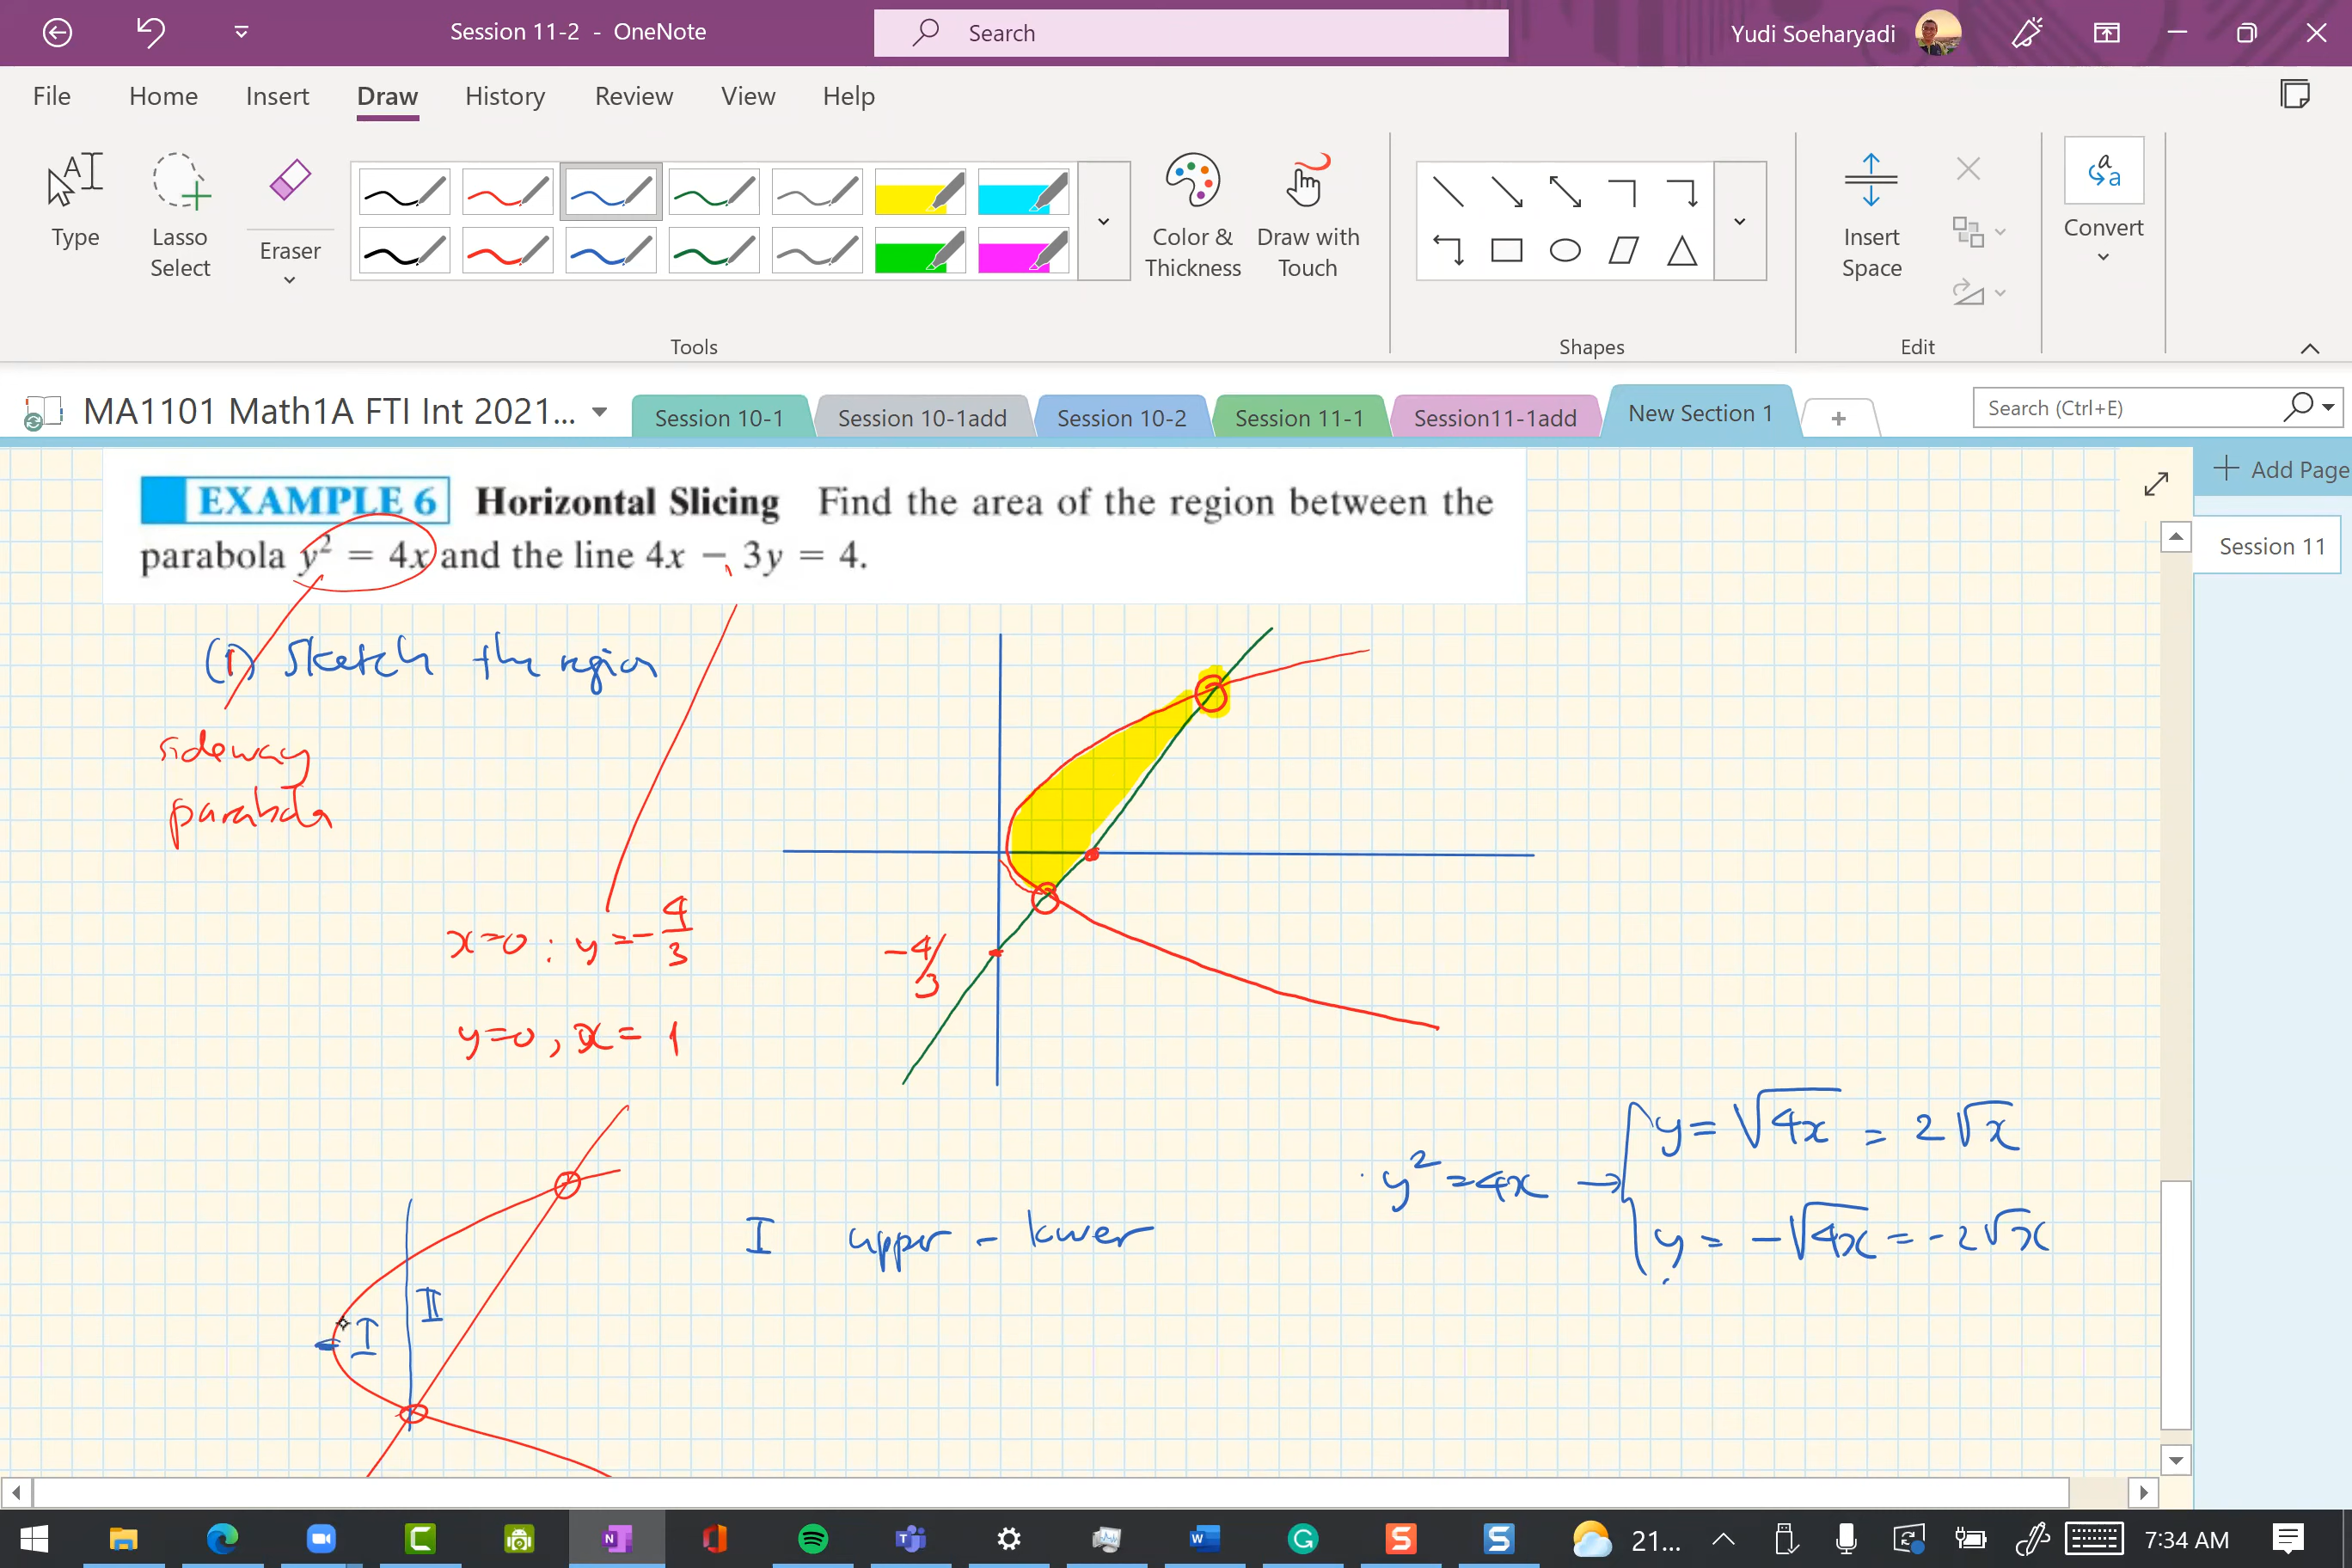 Session 11-2 - OneNote
Search
Yudi Soeharyadi
File Home Insert Draw History Review View Help
Type
Lasso Select
Eraser
Color & Thickness
Draw with Touch
Insert Space
Convert
Tools
Shapes
Edit
MA1101 Math1A FTI Int 2021...
Session 10-1
Session 10-1add
Session 10-2
Session 11-1
Session11-1add
New Section 1
Search (Ctrl+E)
Add Page
Session 11
EXAMPLE 6 Horizontal Slicing Find the area of the region between the
parabola y² = 4x and the line 4x − 3y = 4.
(1) Sketch the region
sideway
parabola
x=0 : y = -4/3
y=0, x = 1
-4/3
y² = 4x → { y = √4x = 2√x
y = -√4x = -2√x
I upper - lower
I
II
21...
7:34 AM